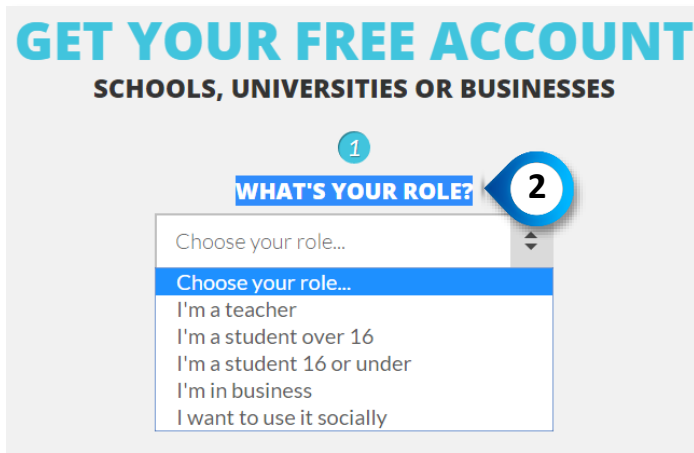 GET YOUR FREE ACCOUNT
SCHOOLS, UNIVERSITIES OR BUSINESSES
1
WHAT'S YOUR ROLE?
2
Choose your role...
Choose your role...
I'm a teacher
I'm a student over 16
I'm a student 16 or under
I'm in business
I want to use it socially